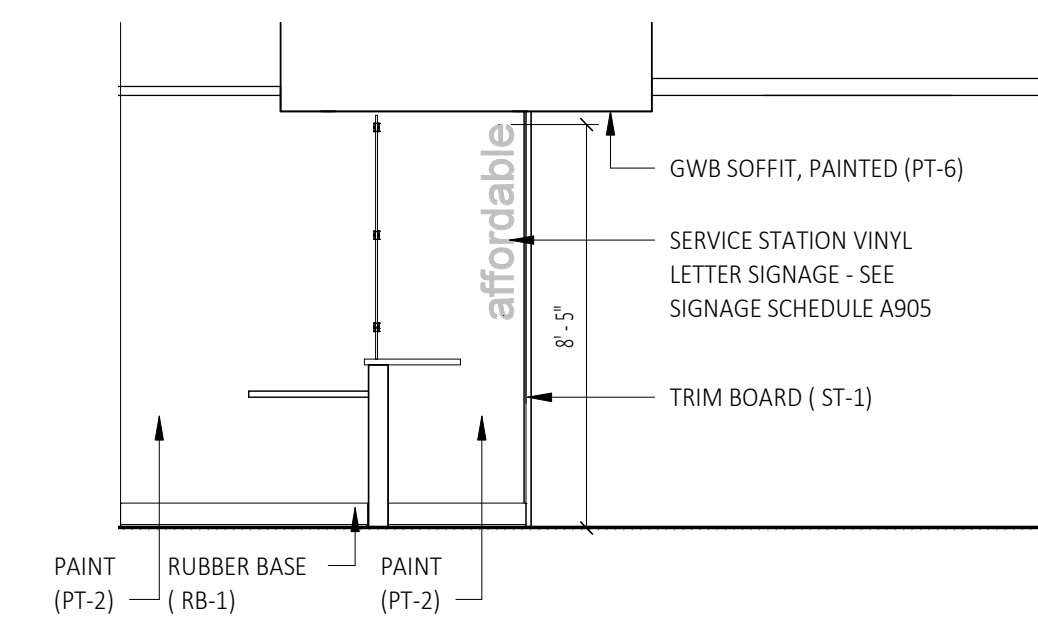 affordable
GWB SOFFIT, PAINTED (PT-6)
SERVICE STATION VINYL
LETTER SIGNAGE - SEE
SIGNAGE SCHEDULE A905
8' - 5"
TRIM BOARD ( ST-1)
PAINT
(PT-2)
RUBBER BASE
( RB-1)
PAINT
(PT-2)